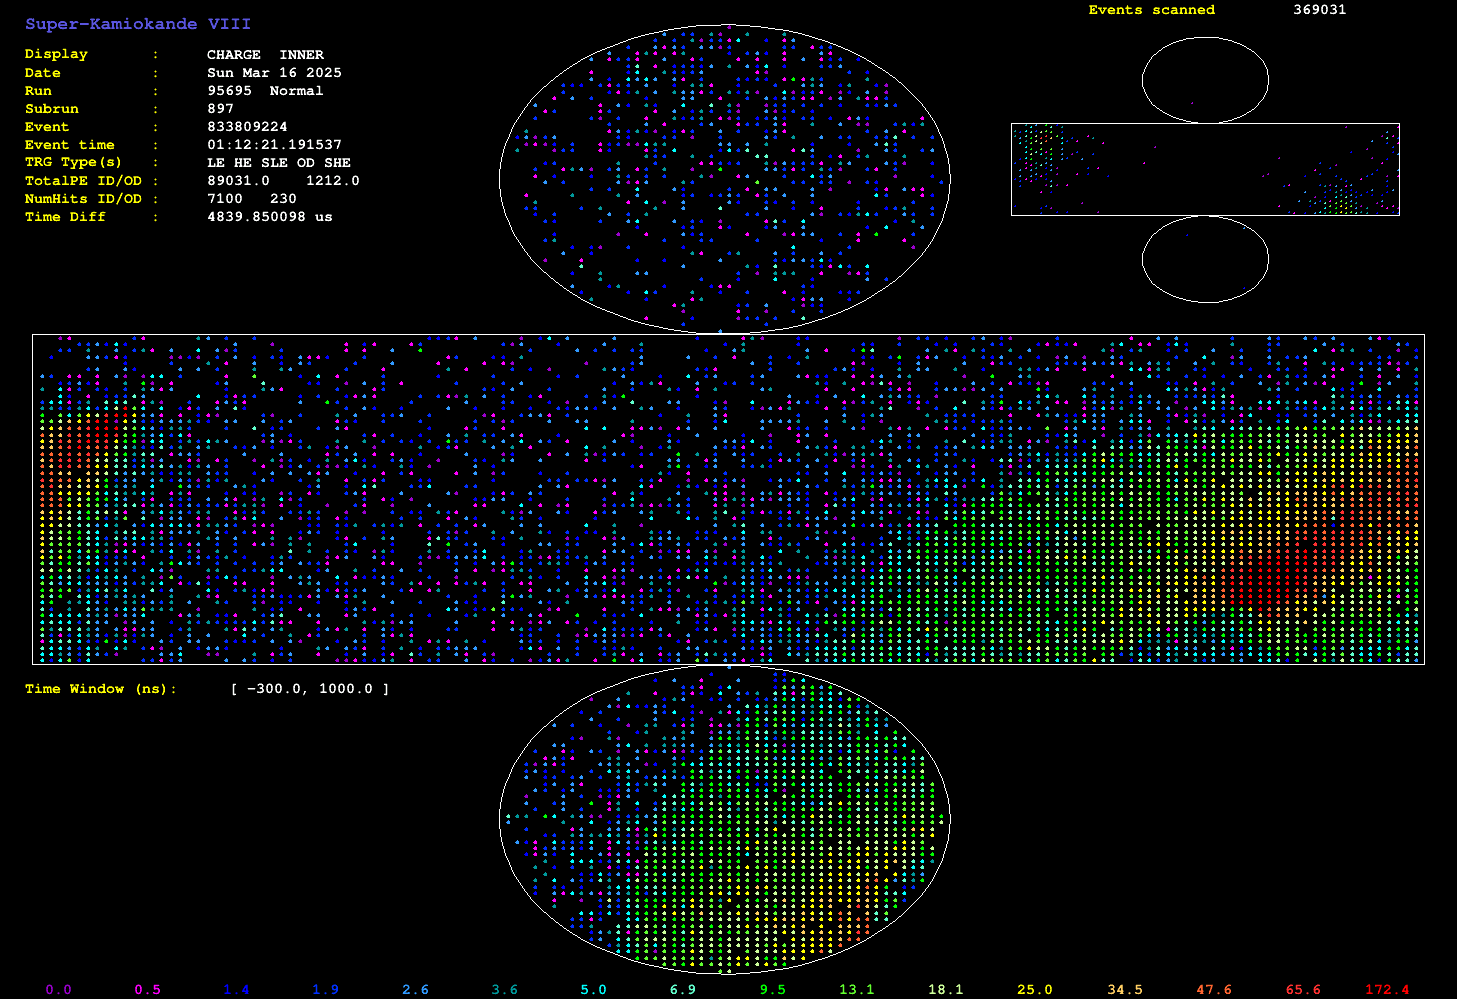 Super-Kamiokande VIII
Events scanned 369031
Display : CHARGE INNER
Date : Sun Mar 16 2025
Run : 95695 Normal
Subrun : 897
Event : 833809224
Event time : 01:12:21.191537
TRG Type(s) : LE HE SLE OD SHE
TotalPE ID/OD : 89031.0 1212.0
NumHits ID/OD : 7100 230
Time Diff : 4839.850098 us
Time Window (ns): [ -300.0, 1000.0 ]
0.0 0.5 1.4 1.9 2.6 3.6 5.0 6.9 9.5 13.1 18.1 25.0 34.5 47.6 65.6 172.4